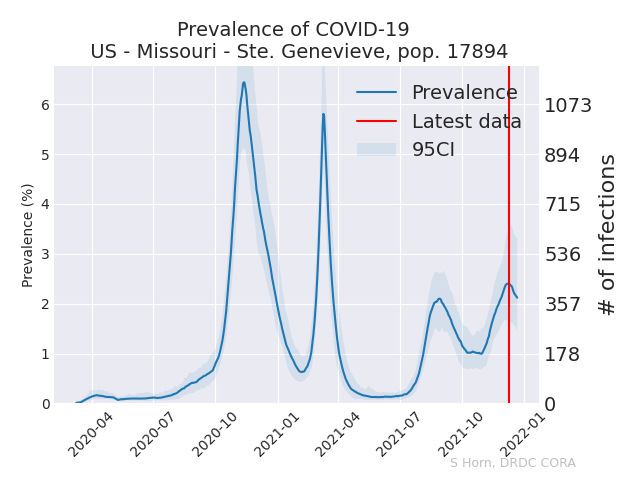 Prevalence of COVID-19
US - Missouri - Ste. Genevieve, pop. 17894
Prevalence
Latest data
95CI
Prevalence (%)
6
5
4
3
2
1
0
1073
894
715
536
357
178
0
# of infections
2020-04
2020-07
2020-10
2021-01
2021-04
2021-07
2021-10
2022-01
S Horn, DRDC CORA